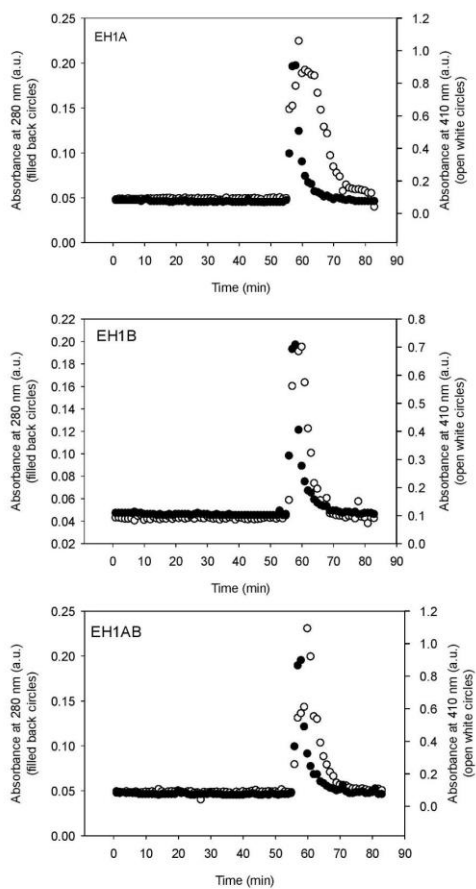 EH1A
0.25
0.20
0.15
0.10
0.05
0.00
Absorbance at 280 nm (a.u.)
(filled back circles)
1.2
1.0
0.8
0.6
0.4
0.2
0.0
Absorbance at 410 nm (a.u.)
(open white circles)
0 10 20 30 40 50 60 70 80 90
Time (min)
EH1B
0.22
0.20
0.18
0.16
0.14
0.12
0.10
0.08
0.06
0.04
0.02
Absorbance at 280 nm (a.u.)
(filled back circles)
0.8
0.7
0.6
0.5
0.4
0.3
0.2
0.1
0.0
Absorbance at 410 nm (a.u.)
(open white circles)
0 10 20 30 40 50 60 70 80 90
Time (min)
EH1AB
0.25
0.20
0.15
0.10
0.05
0.00
Absorbance at 280 nm (a.u.)
(filled back circles)
1.2
1.0
0.8
0.6
0.4
0.2
0.0
Absorbance at 410 nm (a.u.)
(open white circles)
0 10 20 30 40 50 60 70 80 90
Time (min)